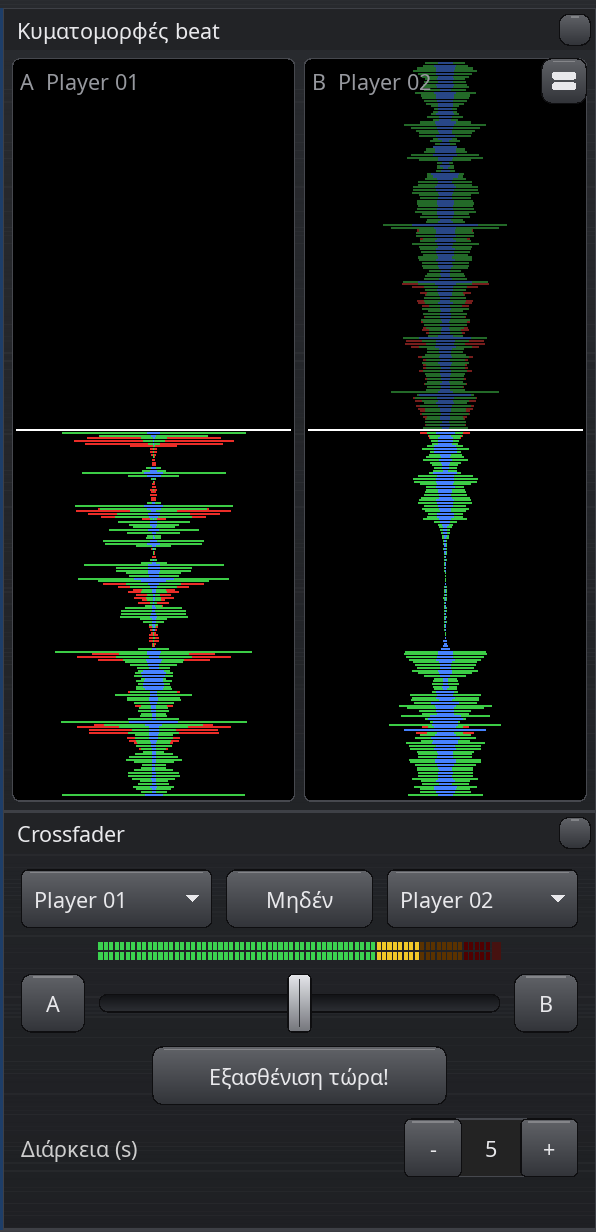 Κυματομορφές beat
A Player 01
B Player 02
Crossfader
Player 01 Μηδέν Player 02
A B
Εξασθένιση τώρα!
Διάρκεια (s) - 5 +